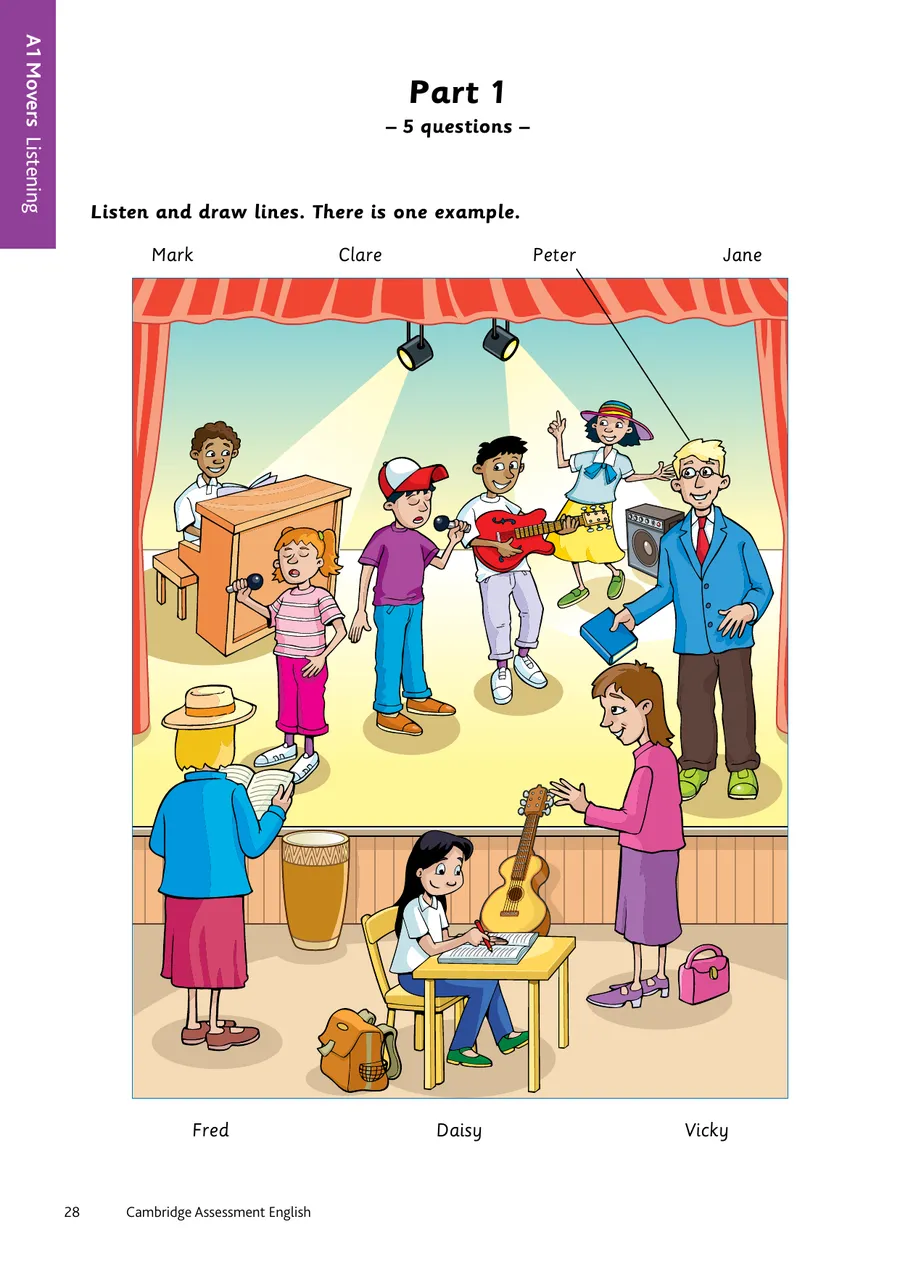 A1 Movers Listening
Part 1
– 5 questions –
Listen and draw lines. There is one example.
Mark Clare Peter Jane
Fred Daisy Vicky
28 Cambridge Assessment English